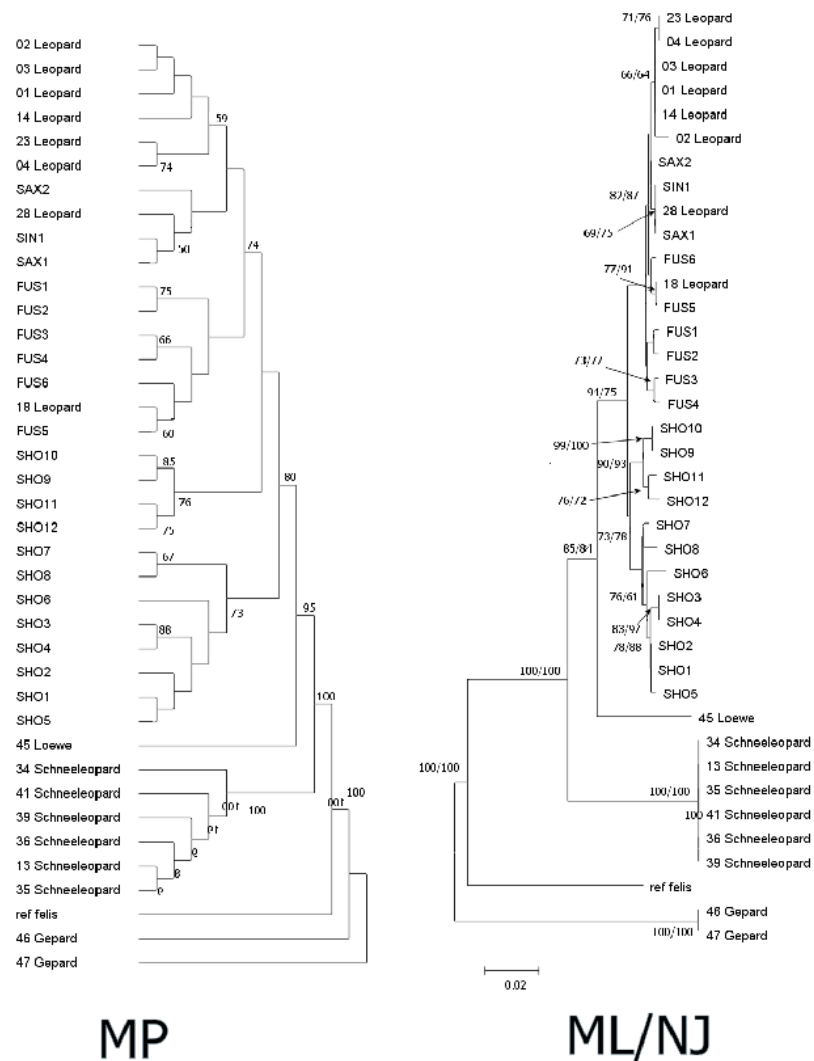 02 Leopard
03 Leopard
01 Leopard
14 Leopard
59
23 Leopard
04 Leopard
74
SAX2
28 Leopard
SIN1
50
74
SAX1
FUS1
75
FUS2
FUS3
66
FUS4
FUS6
18 Leopard
FUS5
60
SHO10
85
SHO9
80
SHO11
76
SHO12
75
SHO7
67
SHO8
SHO6
73
95
SHO3
88
SHO4
SHO2
SHO1
100
SHO5
45 Loewe
34 Schneeleopard
41 Schneeleopard
100
100
100
100
39 Schneeleopard
36 Schneeleopard
13 Schneeleopard
35 Schneeleopard
ref felis
46 Gepard
47 Gepard
MP
71/76
23 Leopard
04 Leopard
66/64
03 Leopard
01 Leopard
14 Leopard
02 Leopard
SAX2
82/87
SIN1
28 Leopard
69/75
SAX1
FUS6
77/91
18 Leopard
FUS5
FUS1
FUS2
73/77
FUS3
91/75
FUS4
SHO10
99/100
SHO9
90/93
SHO11
76/72
SHO12
SHO7
73/78
85/84
SHO8
SHO6
76/61
SHO3
83/97
SHO4
78/88
SHO2
100/100
SHO1
SHO5
45 Loewe
34 Schneeleopard
100/100
13 Schneeleopard
100/100
35 Schneeleopard
100
41 Schneeleopard
36 Schneeleopard
39 Schneeleopard
ref felis
46 Gepard
100/100
47 Gepard
0.02
ML/NJ